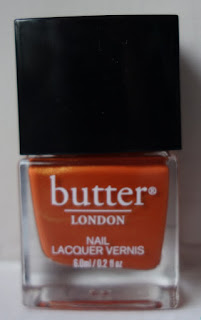 butter®
LONDON
NAIL
LACQUER VERNIS
6.0ml / 0.2 fl oz